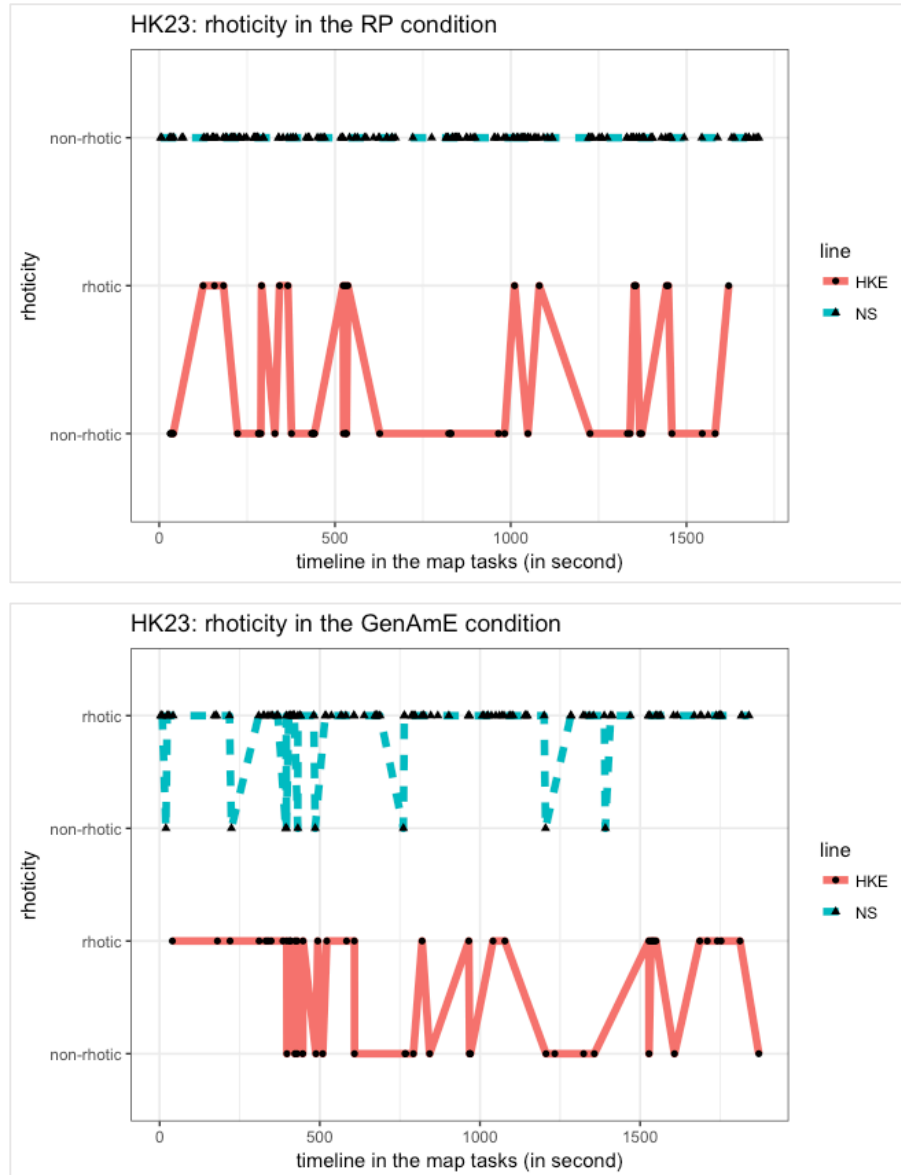 HK23: rhoticity in the RP condition
non-rhotic
rhotic
non-rhotic
rhoticity
0 500 1000 1500
timeline in the map tasks (in second)
line
HKE
NS
HK23: rhoticity in the GenAmE condition
rhotic
non-rhotic
rhotic
non-rhotic
rhoticity
0 500 1000 1500
timeline in the map tasks (in second)
line
HKE
NS